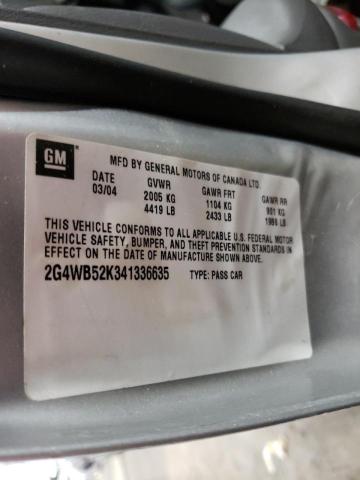 GM
MFD BY GENERAL MOTORS OF CANADA LTD.
DATE GVWR GAWR FRT GAWR RR
03/04 2005 KG 1104 KG 901 KG
4419 LB 2433 LB 1986 LB
THIS VEHICLE CONFORMS TO ALL APPLICABLE U.S. FEDERAL MOTOR
VEHICLE SAFETY, BUMPER, AND THEFT PREVENTION STANDARDS IN
EFFECT ON THE DATE OF MANUFACTURE SHOWN ABOVE.
2G4WB52K341336635 TYPE: PASS CAR